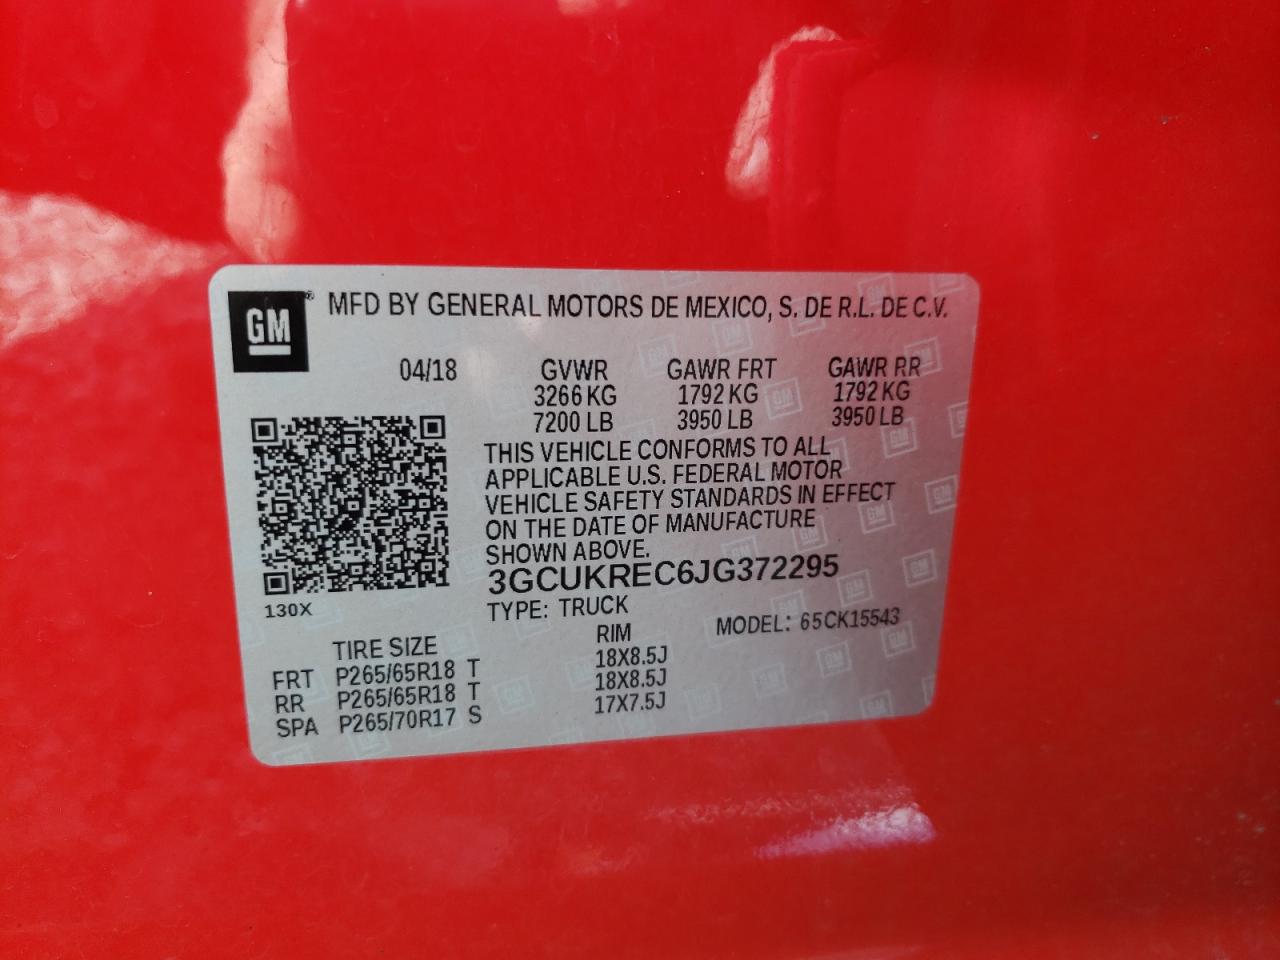 GM® MFD BY GENERAL MOTORS DE MEXICO, S. DE R.L. DE C.V.
04/18 GVWR GAWR FRT GAWR RR
3266 KG 1792 KG 1792 KG
7200 LB 3950 LB 3950 LB
THIS VEHICLE CONFORMS TO ALL
APPLICABLE U.S. FEDERAL MOTOR
VEHICLE SAFETY STANDARDS IN EFFECT
ON THE DATE OF MANUFACTURE
SHOWN ABOVE.
3GCUKREC6JG372295
130X TYPE: TRUCK MODEL: 65CK15543
TIRE SIZE RIM
FRT P265/65R18 T 18X8.5J
RR P265/65R18 T 18X8.5J
SPA P265/70R17 S 17X7.5J